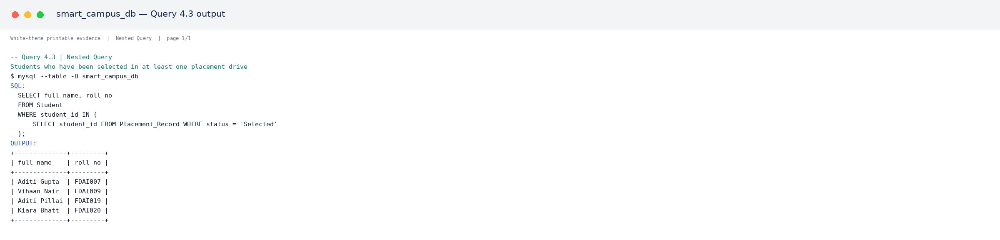 smart_campus_db — Query 4.3 output
White-theme printable evidence | Nested Query | page 1/1
-- Query 4.3 | Nested Query
Students who have been selected in at least one placement drive
$ mysql --table -D smart_campus_db
SQL:
  SELECT full_name, roll_no
  FROM Student
  WHERE student_id IN (
      SELECT student_id FROM Placement_Record WHERE status = 'Selected'
  );
OUTPUT:
+--------------+---------+
| full_name    | roll_no |
+--------------+---------+
| Aditi Gupta  | FDAI007 |
| Vihaan Nair  | FDAI009 |
| Aditi Pillai | FDAI019 |
| Kiara Bhatt  | FDAI020 |
+--------------+---------+